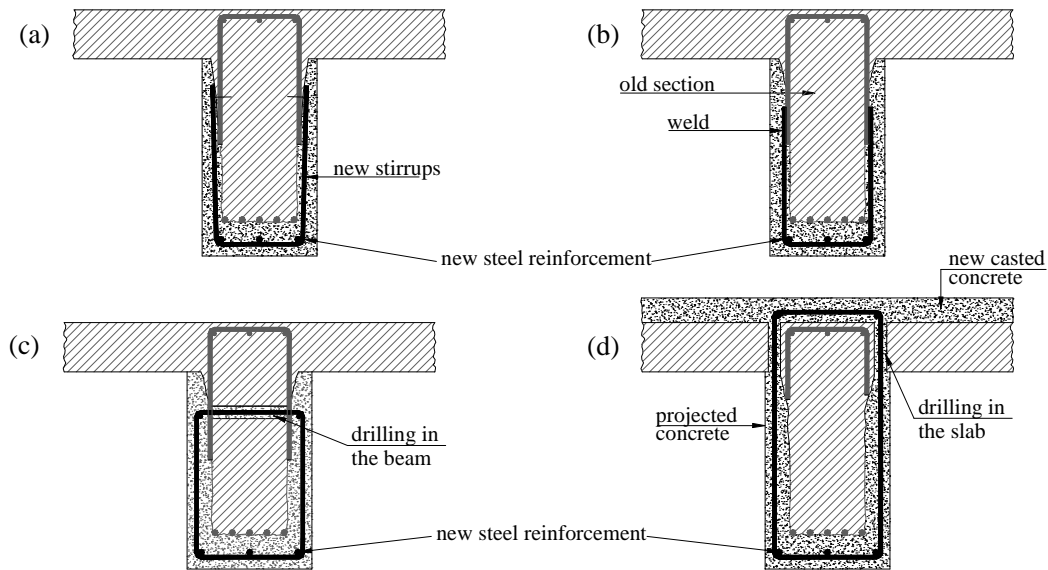 (a)
(b)
old section
weld
new stirrups
new steel reinforcement
new casted
concrete
(c)
(d)
drilling in
the beam
projected
concrete
drilling in
the slab
new steel reinforcement